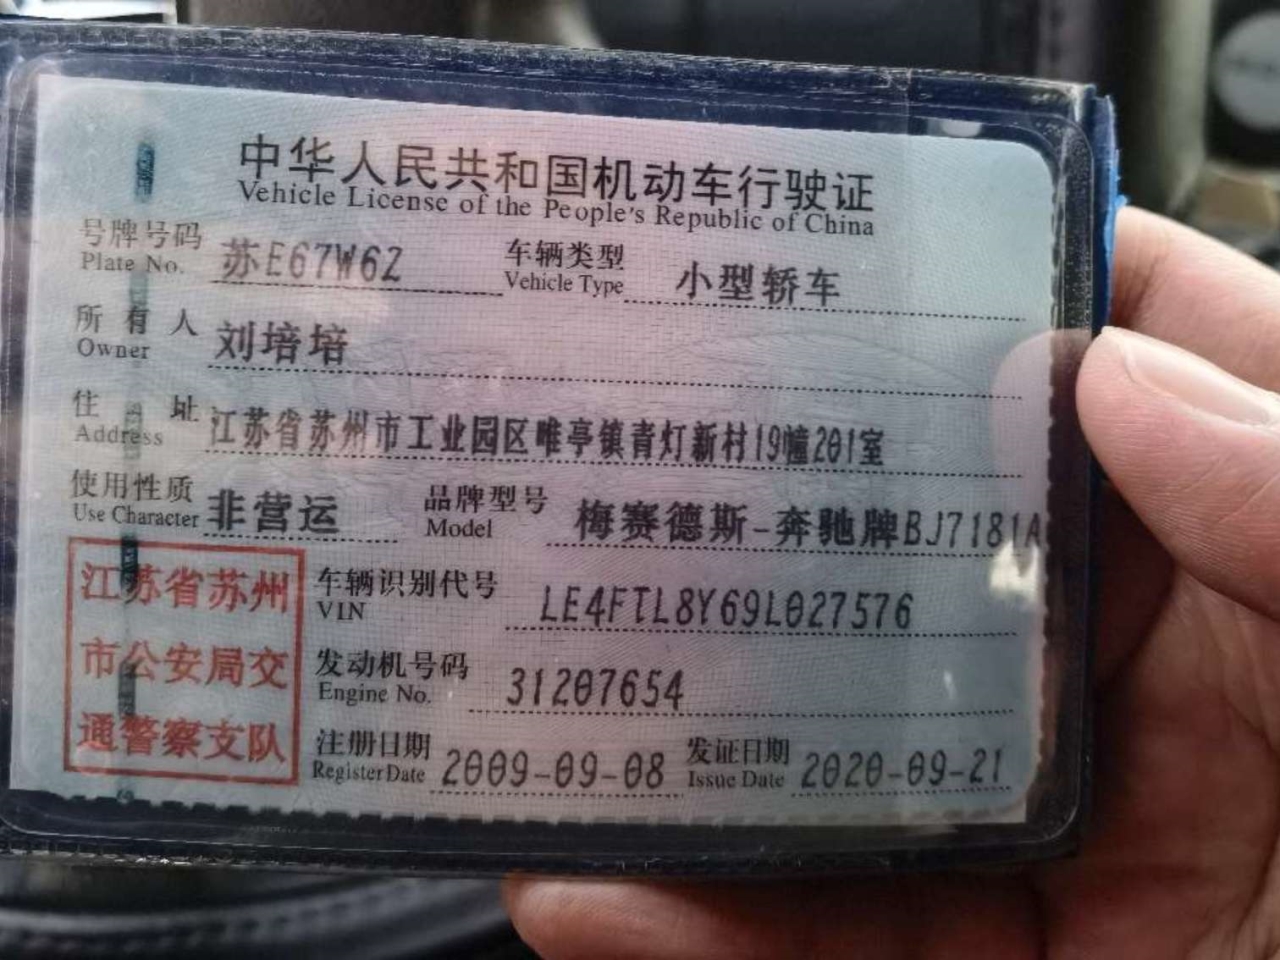 中华人民共和国机动车行驶证
Vehicle License of the People's Republic of China
号牌号码 苏E67W6Z 车辆类型 小型轿车
Plate No. Vehicle Type
所有人 刘培培
Owner
住址 江苏省苏州市工业园区唯亭镇青灯新村19幢201室
Address
使用性质 非营运 品牌型号 梅赛德斯-奔驰牌BJ7181A
Use Character Model
江苏省苏州
市公安局交
通警察支队
车辆识别代号 LE4FTL8Y69L027576
VIN
发动机号码 31207654
Engine No.
注册日期 2009-09-08 发证日期 2020-09-21
Register Date Issue Date